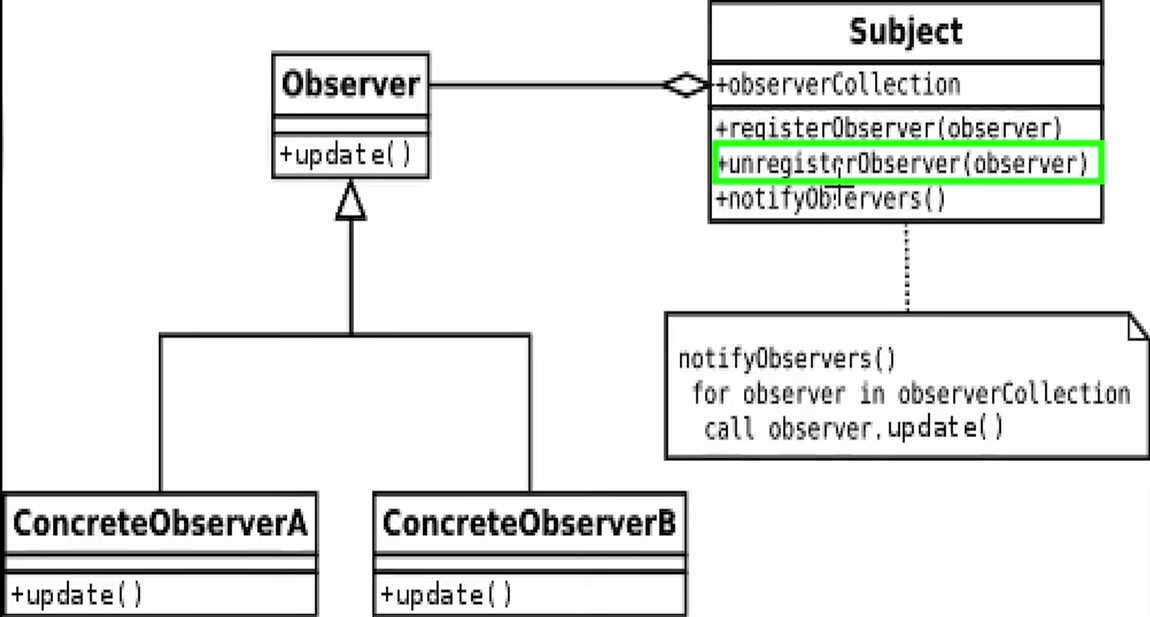 Observer
+update()
Subject
+observerCollection
+registerObserver(observer)
+unregisterObserver(observer)
+notifyObservers()
notifyObservers()
for observer in observerCollection
call observer.update()
ConcreteObserverA
+update()
ConcreteObserverB
+update()